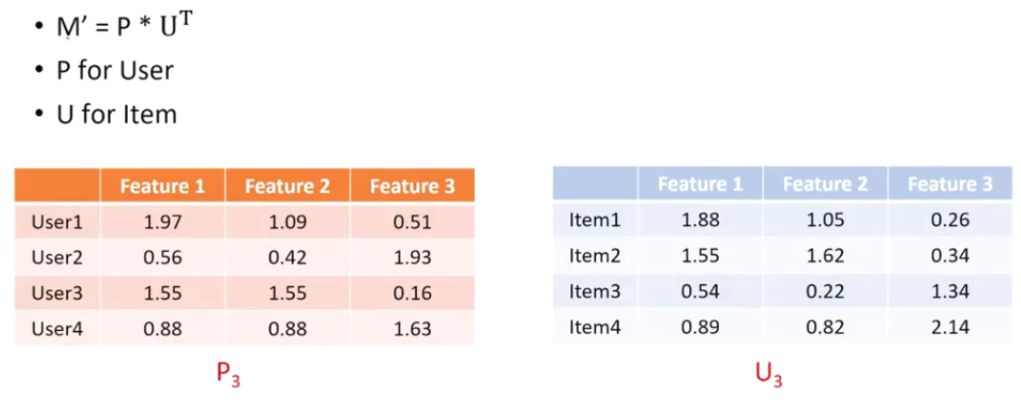 • M’ = P * Uᵀ
• P for User
• U for Item
Feature 1 Feature 2 Feature 3
User1 1.97 1.09 0.51
User2 0.56 0.42 1.93
User3 1.55 1.55 0.16
User4 0.88 0.88 1.63
P₃
Feature 1 Feature 2 Feature 3
Item1 1.88 1.05 0.26
Item2 1.55 1.62 0.34
Item3 0.54 0.22 1.34
Item4 0.89 0.82 2.14
U₃